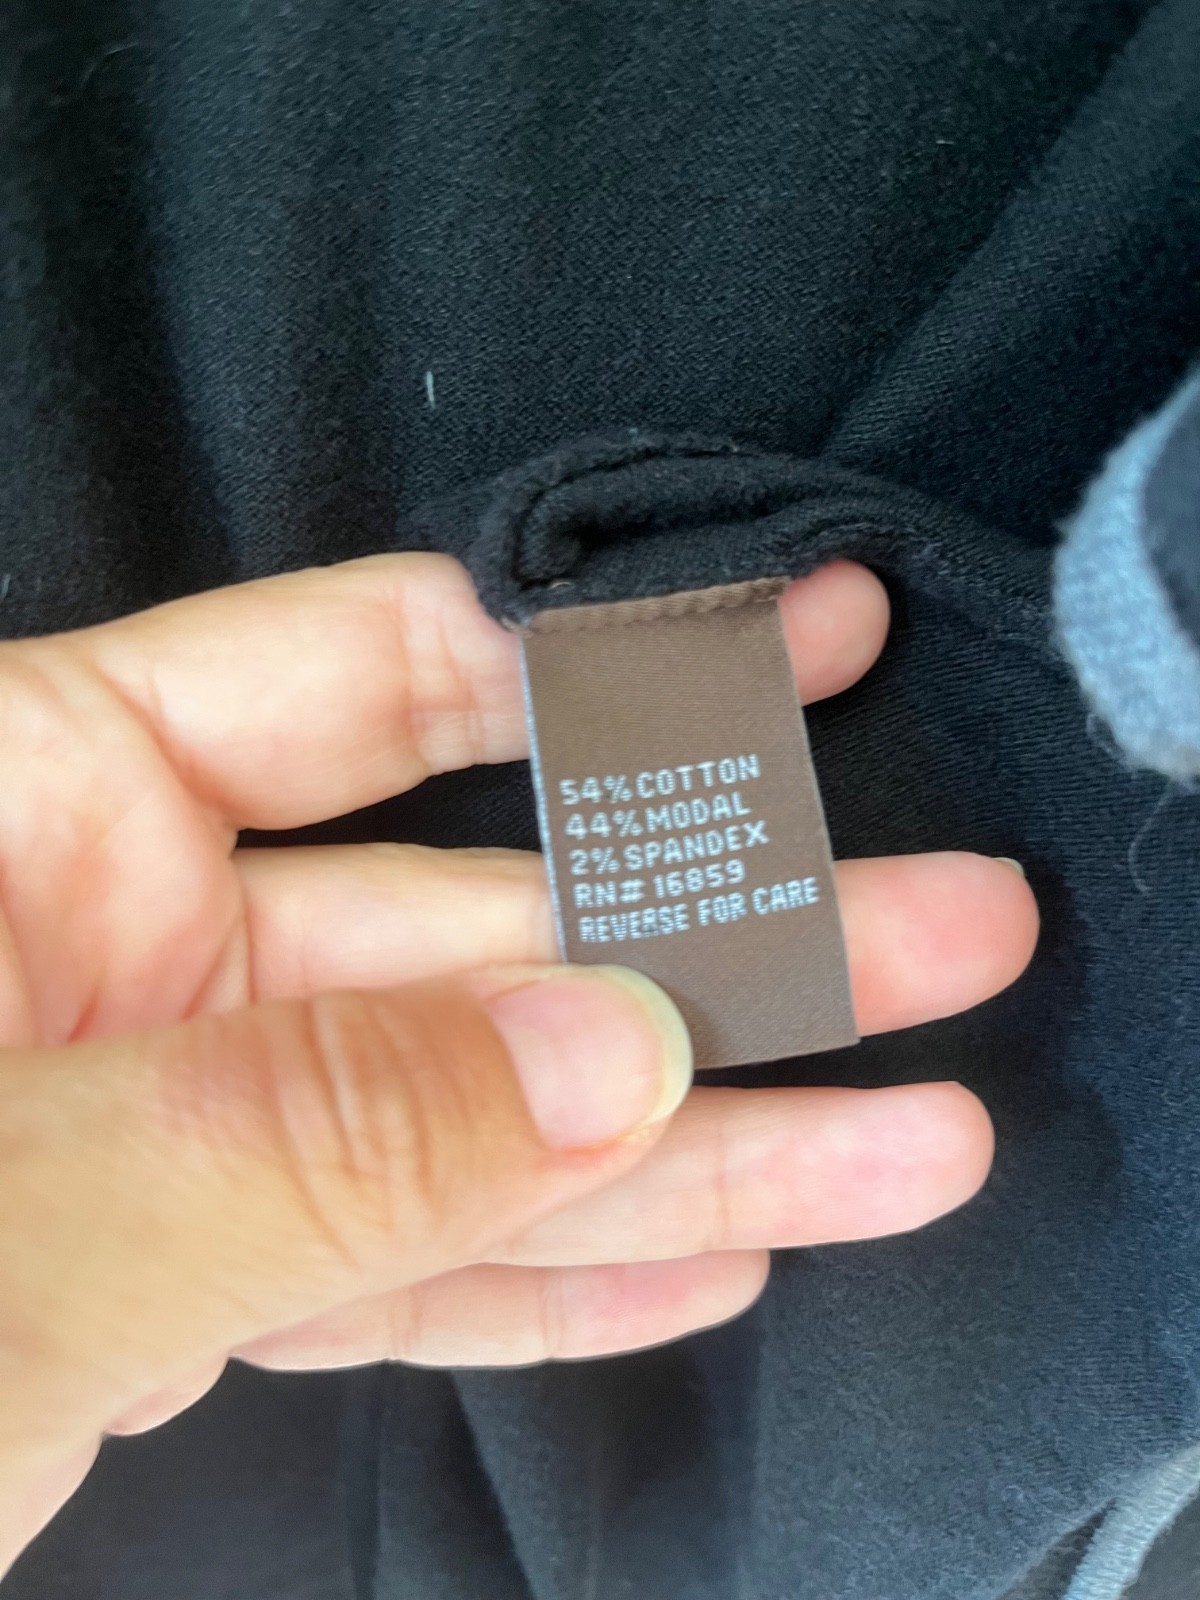 54% COTTON
44% MODAL
2% SPANDEX
RN# 16859
REVERSE FOR CARE